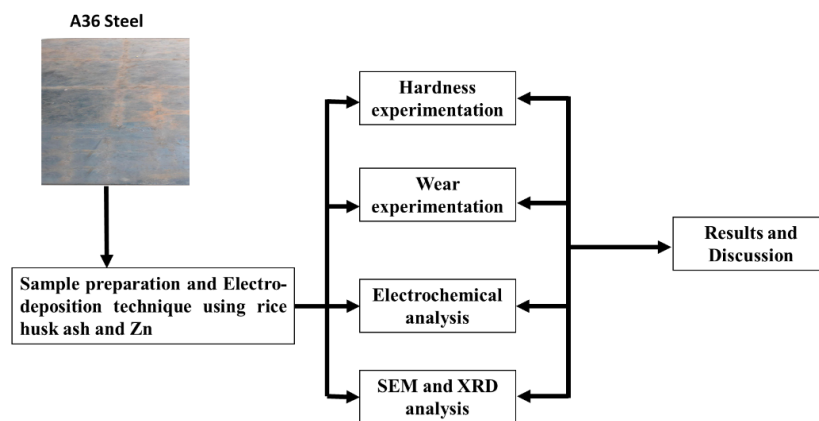 A36 Steel
Sample preparation and Electro-
deposition technique using rice
husk ash and Zn
Hardness
experimentation
Wear
experimentation
Electrochemical
analysis
SEM and XRD
analysis
Results and
Discussion